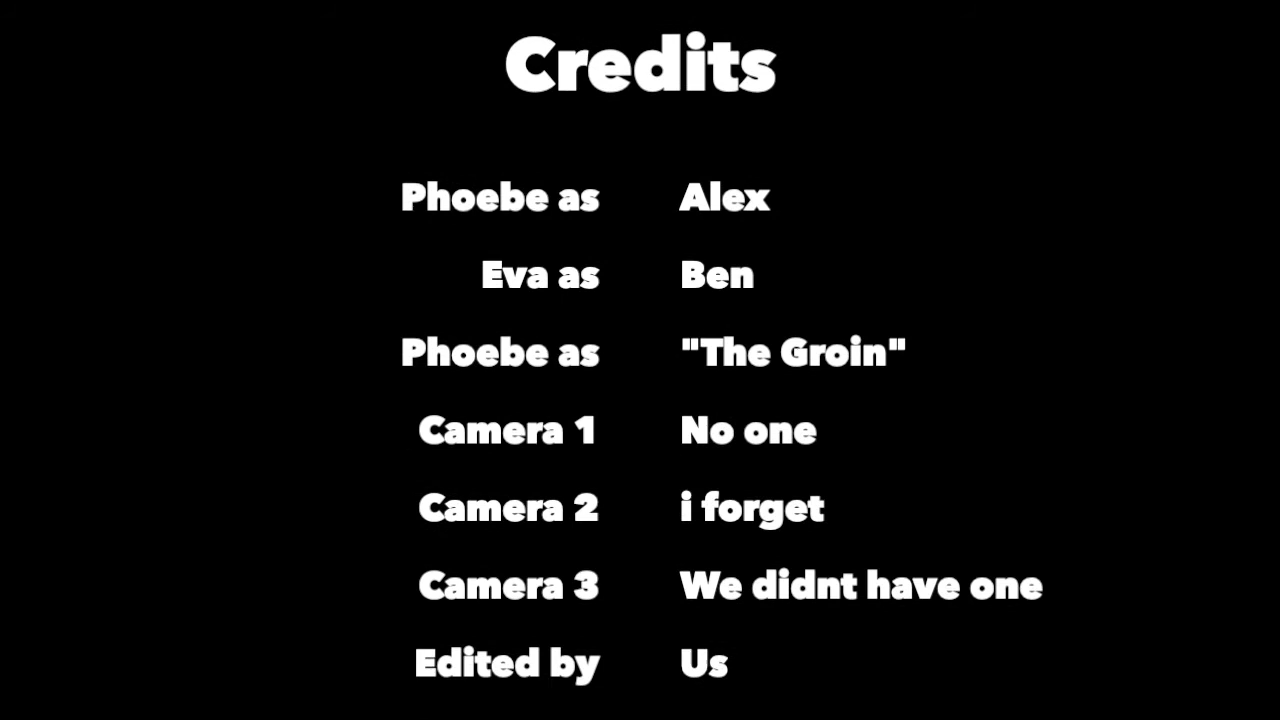 Credits
Phoebe as Alex
Eva as Ben
Phoebe as "The Groin"
Camera 1 No one
Camera 2 i forget
Camera 3 We didnt have one
Edited by Us